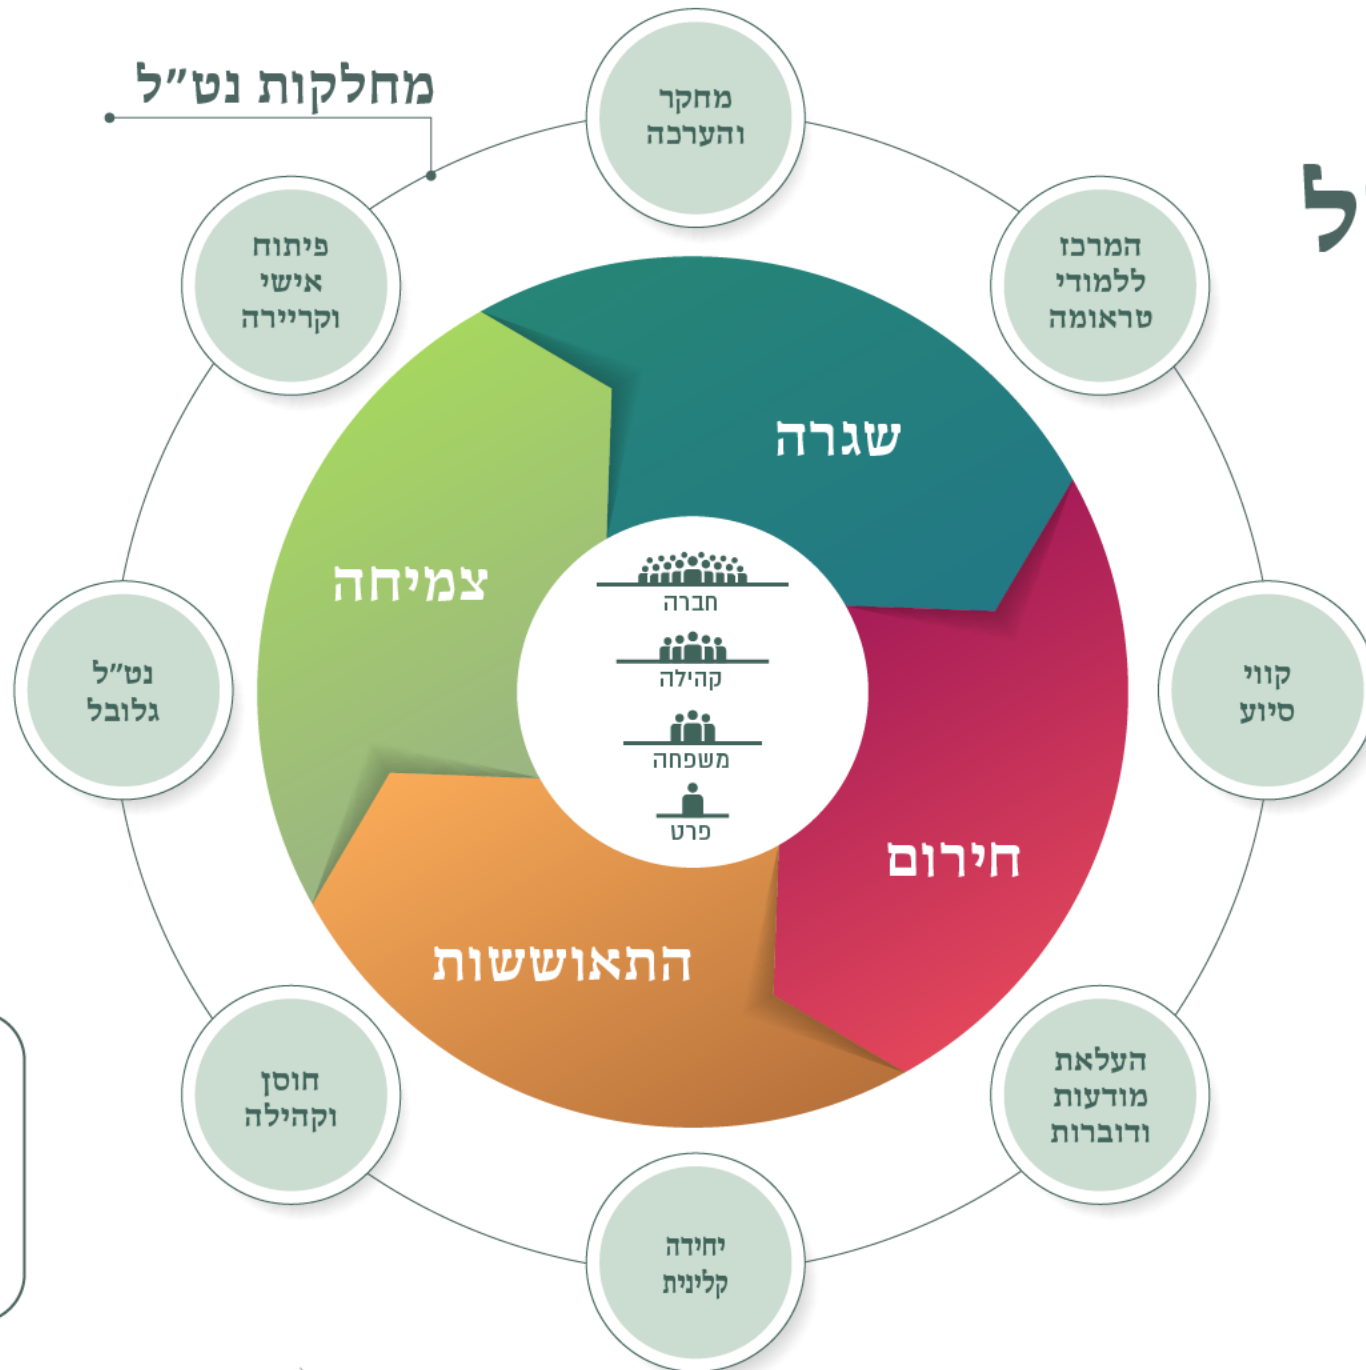 מחלקות נט״ל
מחקר
והערכה
המרכז
ללמודי
טראומה
קווי
סיוע
העלאת
מודעות
ודוברות
יחידה
קלינית
חוסן
וקהילה
נט״ל
גלובל
פיתוח
אישי
וקריירה
שגרה
חירום
התאוששות
צמיחה
חברה
קהילה
משפחה
פרט